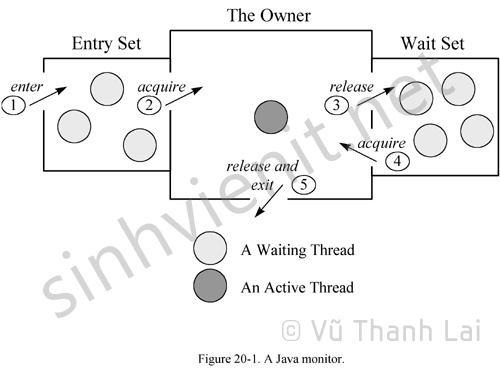 The Owner
Entry Set
Wait Set
enter
1
acquire
2
release
3
acquire
4
release and
exit
5
A Waiting Thread
An Active Thread
sinhvienit.net
© Vũ Thanh Lai
Figure 20-1. A Java monitor.